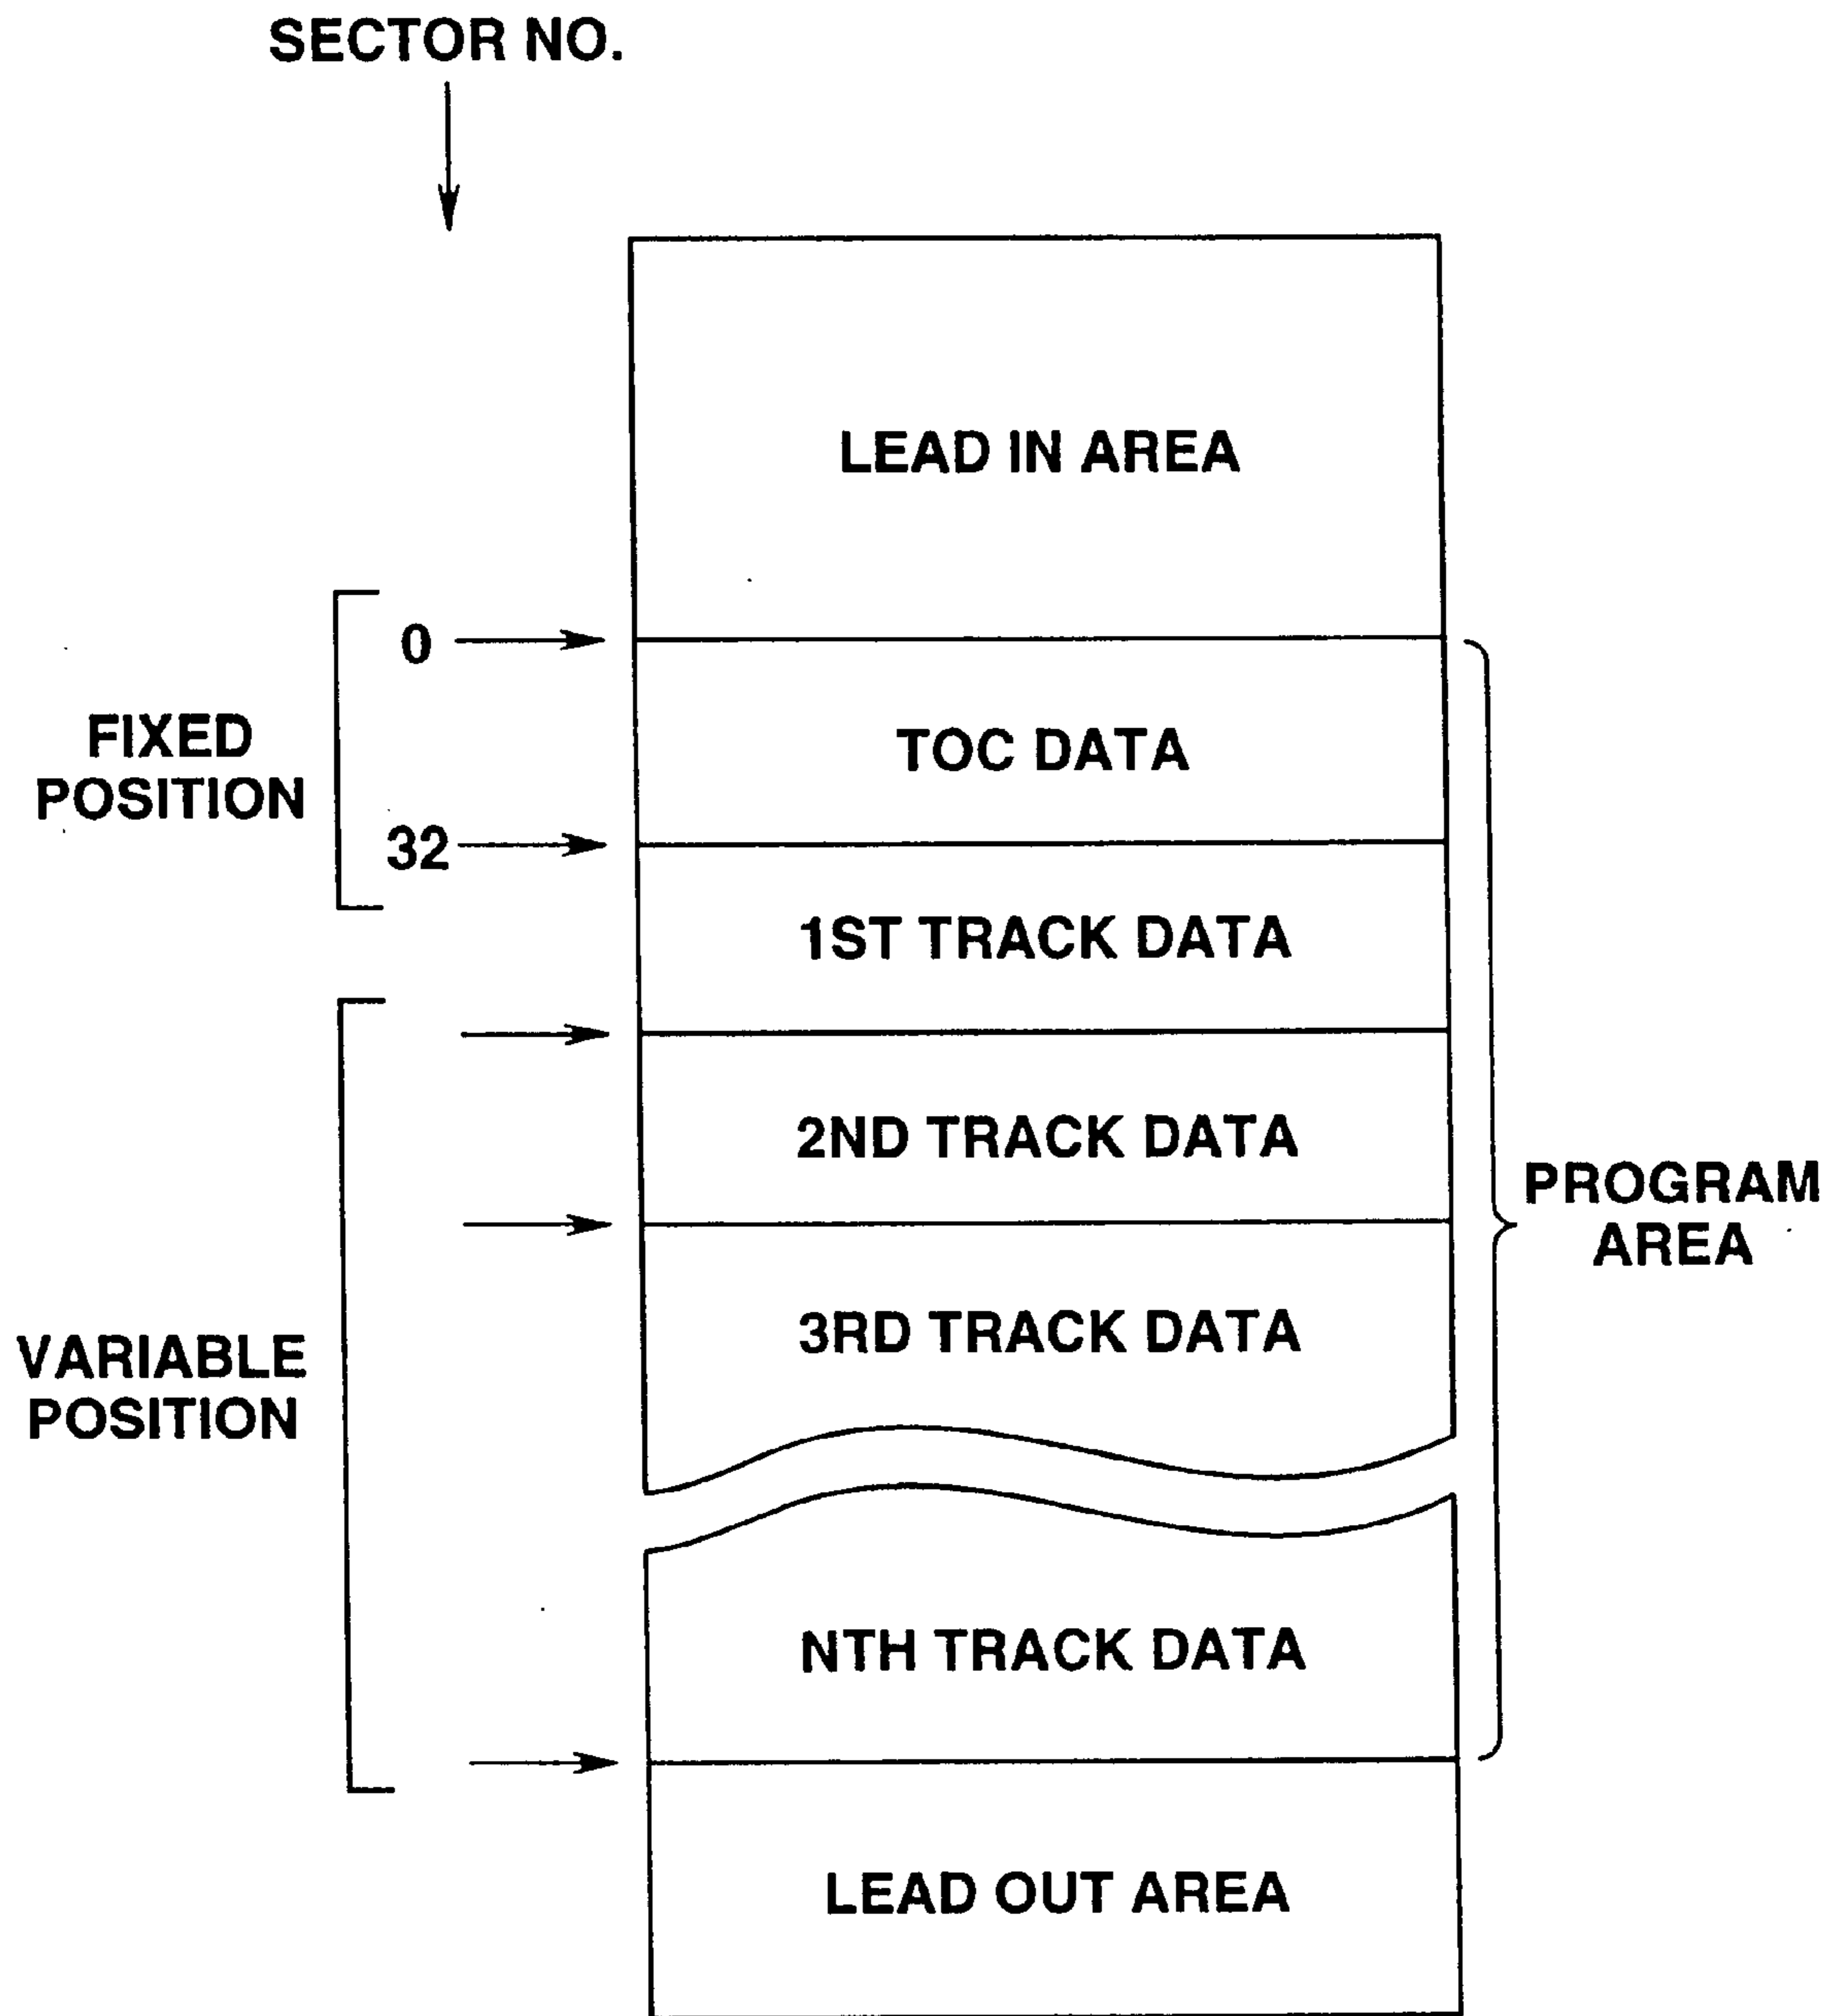 SECTOR NO.
LEAD IN AREA
0
FIXED
POSITION
TOC DATA
32
1ST TRACK DATA
2ND TRACK DATA
PROGRAM
AREA
3RD TRACK DATA
VARIABLE
POSITION
NTH TRACK DATA
LEAD OUT AREA